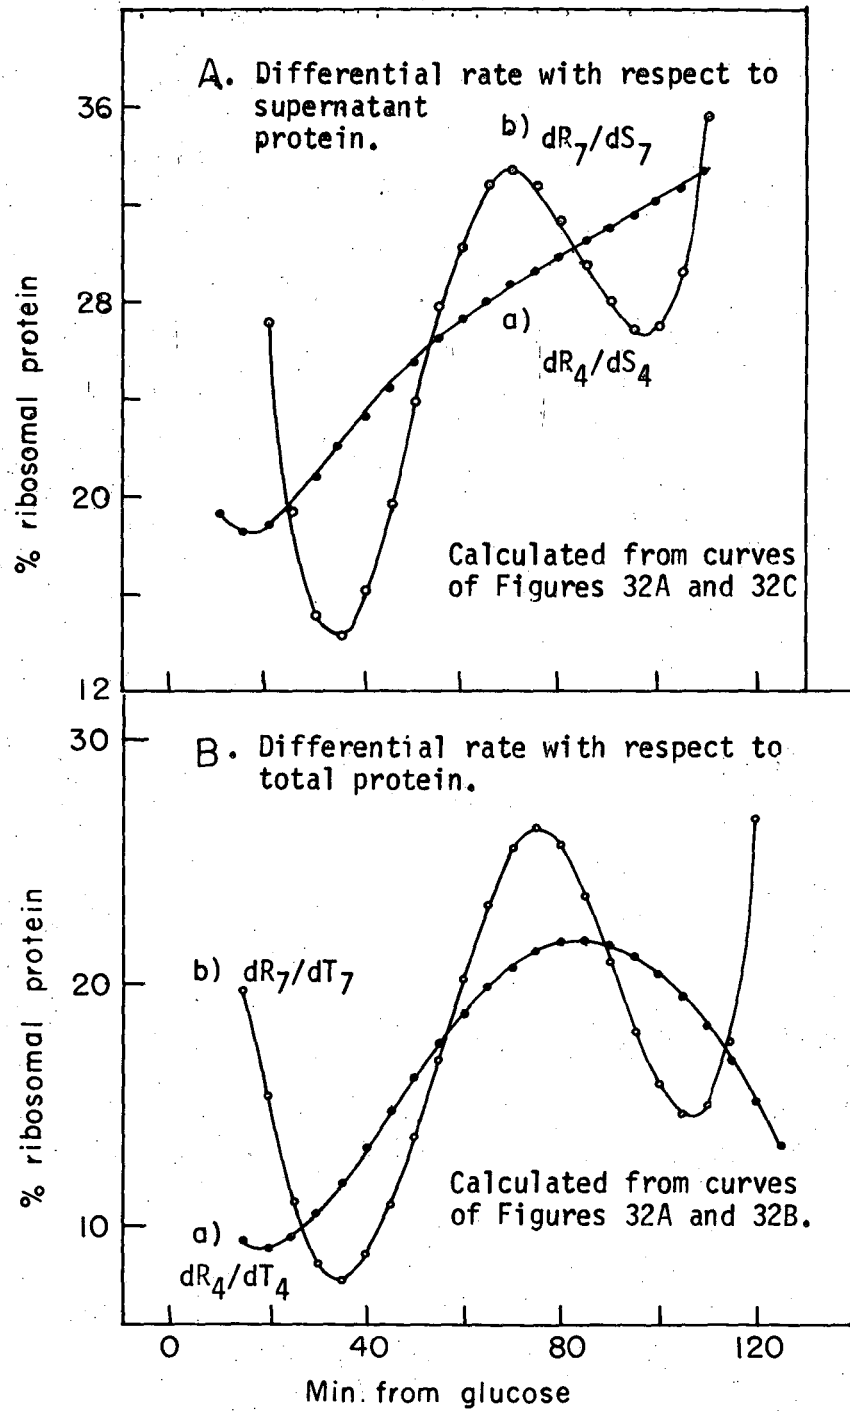 A. Differential rate with respect to
supernatant
protein.
b) dR7/dS7
a)
dR4/dS4
Calculated from curves
of Figures 32A and 32C
36
28
20
12
% ribosomal protein
B. Differential rate with respect to
total protein.
b) dR7/dT7
a)
dR4/dT4
Calculated from curves
of Figures 32A and 32B.
30
20
10
% ribosomal protein
0 40 80 120
Min. from glucose